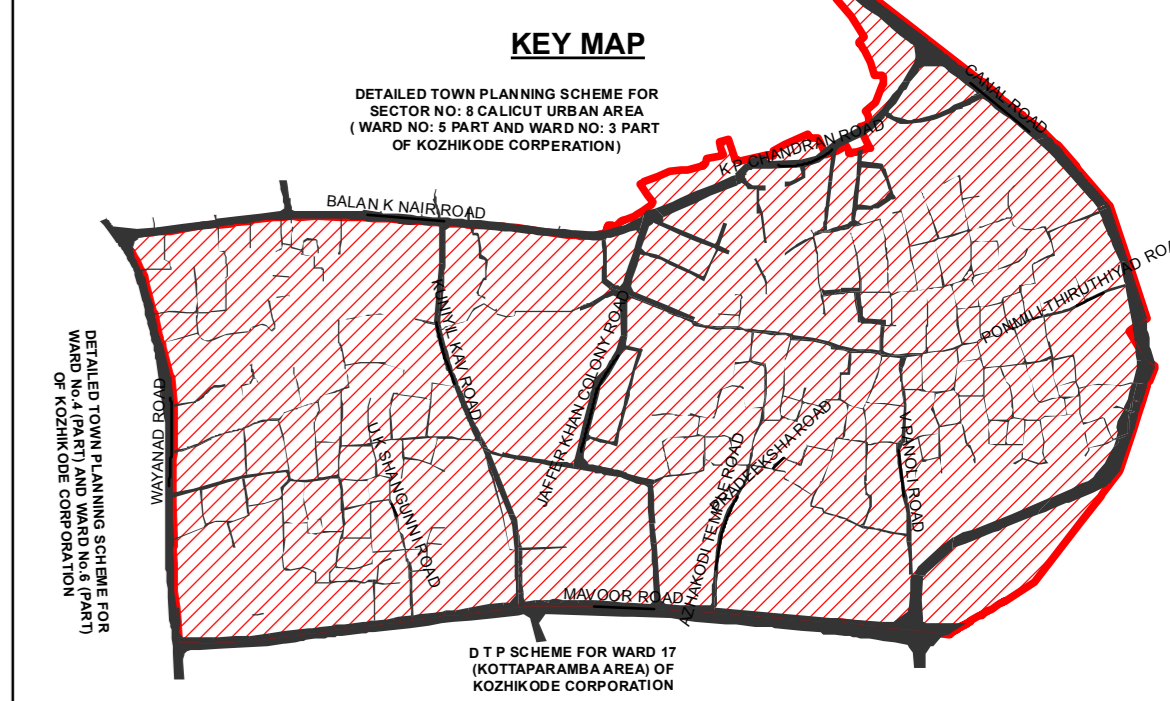 KEY MAP
DETAILED TOWN PLANNING SCHEME FOR
SECTOR NO: 8 CALICUT URBAN AREA
( WARD NO: 5 PART AND WARD NO: 3 PART
OF KOZHIKODE CORPERATION)
CANAL ROAD
K P CHANDRAN ROAD
BALAN K NAIR ROAD
PONMILI-THIRUTHIYAD ROA
KUNIYIL KAV ROAD
JAFFER KHAN COLONY ROAD
DETAILED TOWN PLANNING SCHEME FOR
WARD No.4 (PART) AND WARD No.6 (PART)
OF KOZHIKODE CORPORATION
WAYANAD ROAD
U K SHANGUNNI ROAD
AZHAKODI TEMPLE ROAD
PRADEEKSHA ROAD
V PANOLI ROAD
MAVOOR ROAD
D T P SCHEME FOR WARD 17
(KOTTAPARAMBA AREA) OF
KOZHIKODE CORPORATION